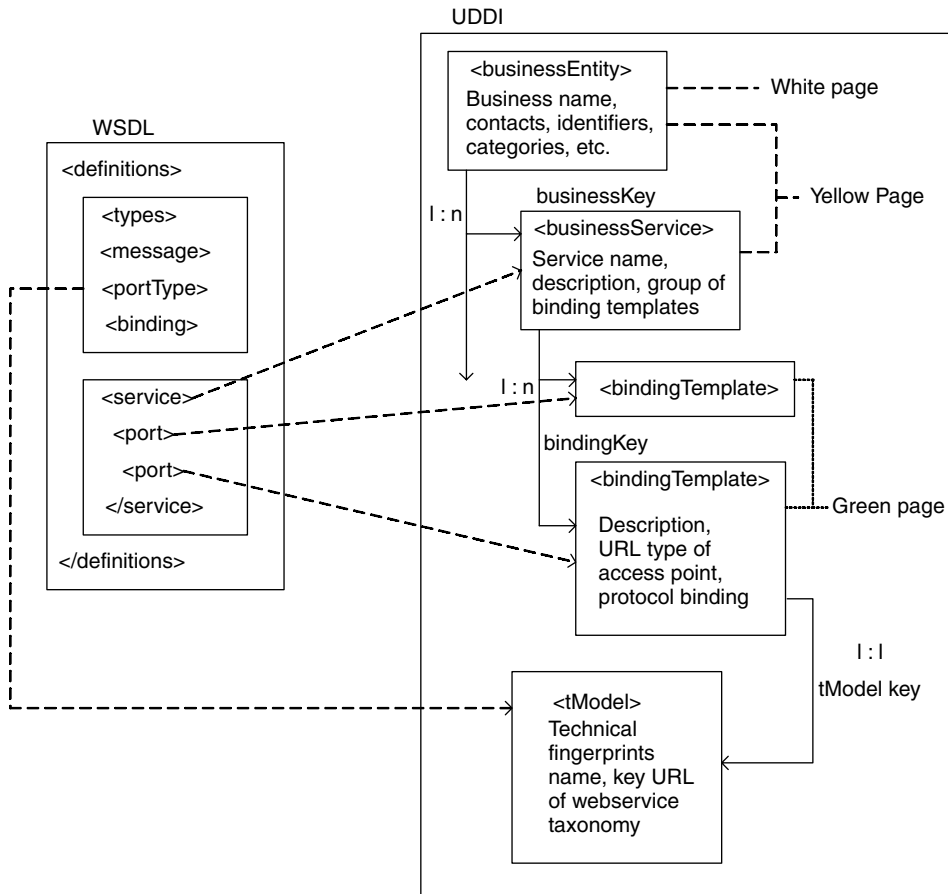 UDDI
<businessEntity>
Business name,
contacts, identifiers,
categories, etc.
White page
Yellow Page
WSDL
<definitions>
<types>
<message>
<portType>
<binding>
<service>
<port>
<port>
</service>
</definitions>
l : n
businessKey
<businessService>
Service name,
description, group of
binding templates
l : n
<bindingTemplate>
bindingKey
<bindingTemplate>
Description,
URL type of
access point,
protocol binding
Green page
l : l
tModel key
<tModel>
Technical
fingerprints
name, key URL
of webservice
taxonomy